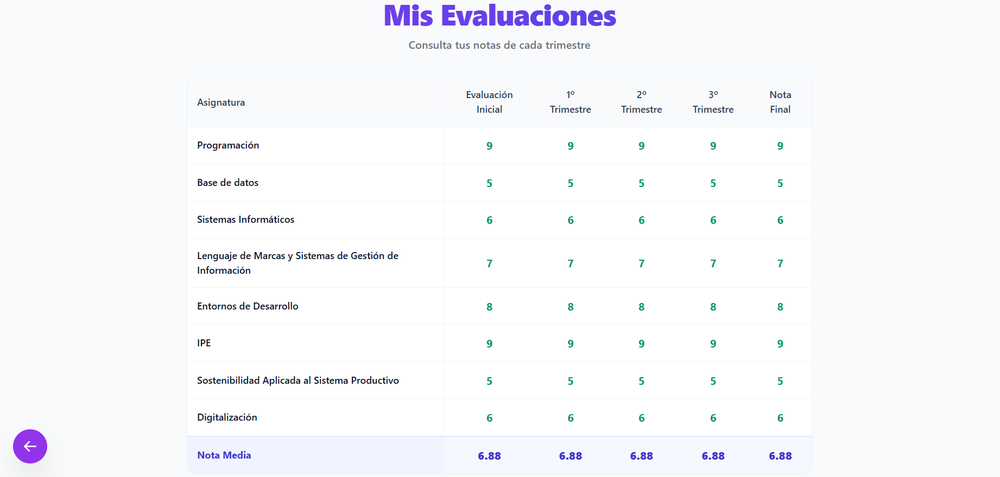 Mis Evaluaciones
Consulta tus notas de cada trimestre
Asignatura Evaluación Inicial 1º Trimestre 2º Trimestre 3º Trimestre Nota Final
Programación 9 9 9 9 9
Base de datos 5 5 5 5 5
Sistemas Informáticos 6 6 6 6 6
Lenguaje de Marcas y Sistemas de Gestión de
Información 7 7 7 7 7
Entornos de Desarrollo 8 8 8 8 8
IPE 9 9 9 9 9
Sostenibilidad Aplicada al Sistema Productivo 5 5 5 5 5
Digitalización 6 6 6 6 6
Nota Media 6.88 6.88 6.88 6.88 6.88